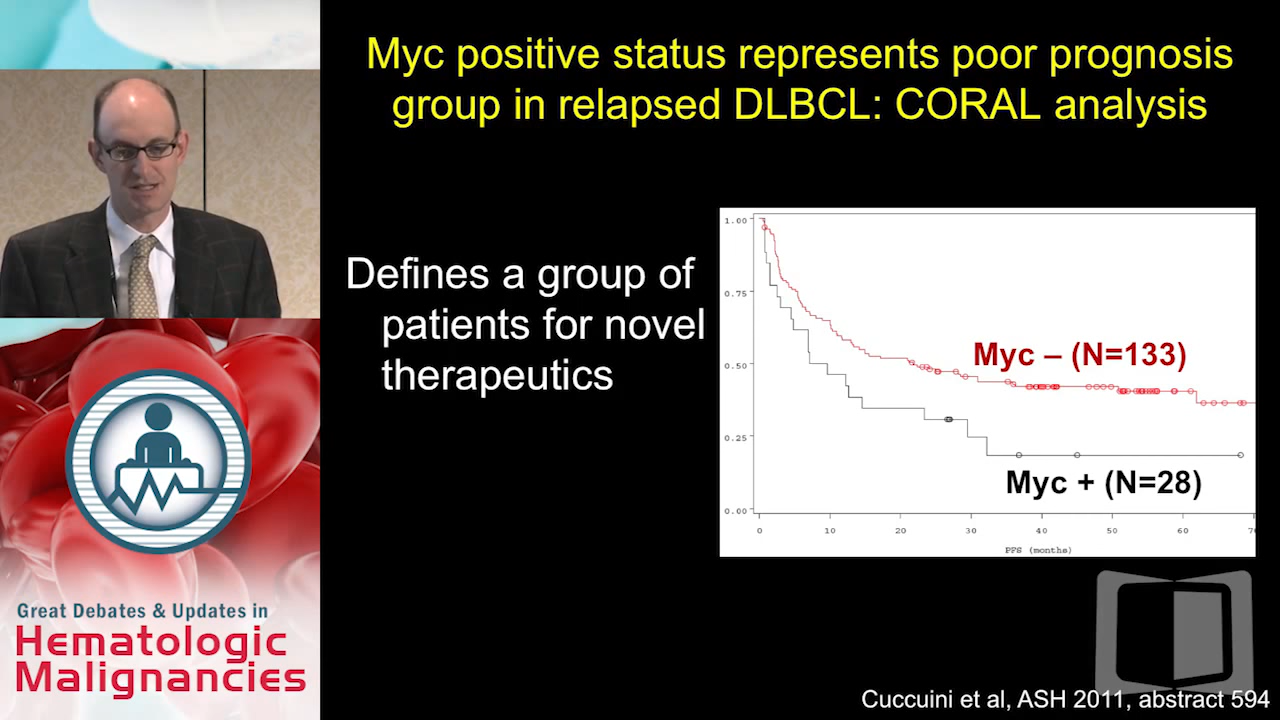 Myc positive status represents poor prognosis
group in relapsed DLBCL: CORAL analysis
Defines a group of
patients for novel
therapeutics
1.00
0.75
0.50
0.25
0.00
Myc – (N=133)
Myc + (N=28)
0 10 20 30 40 50 60 70
PFS (months)
Great Debates & Updates in
Hematologic
Malignancies
Cuccuini et al, ASH 2011, abstract 594